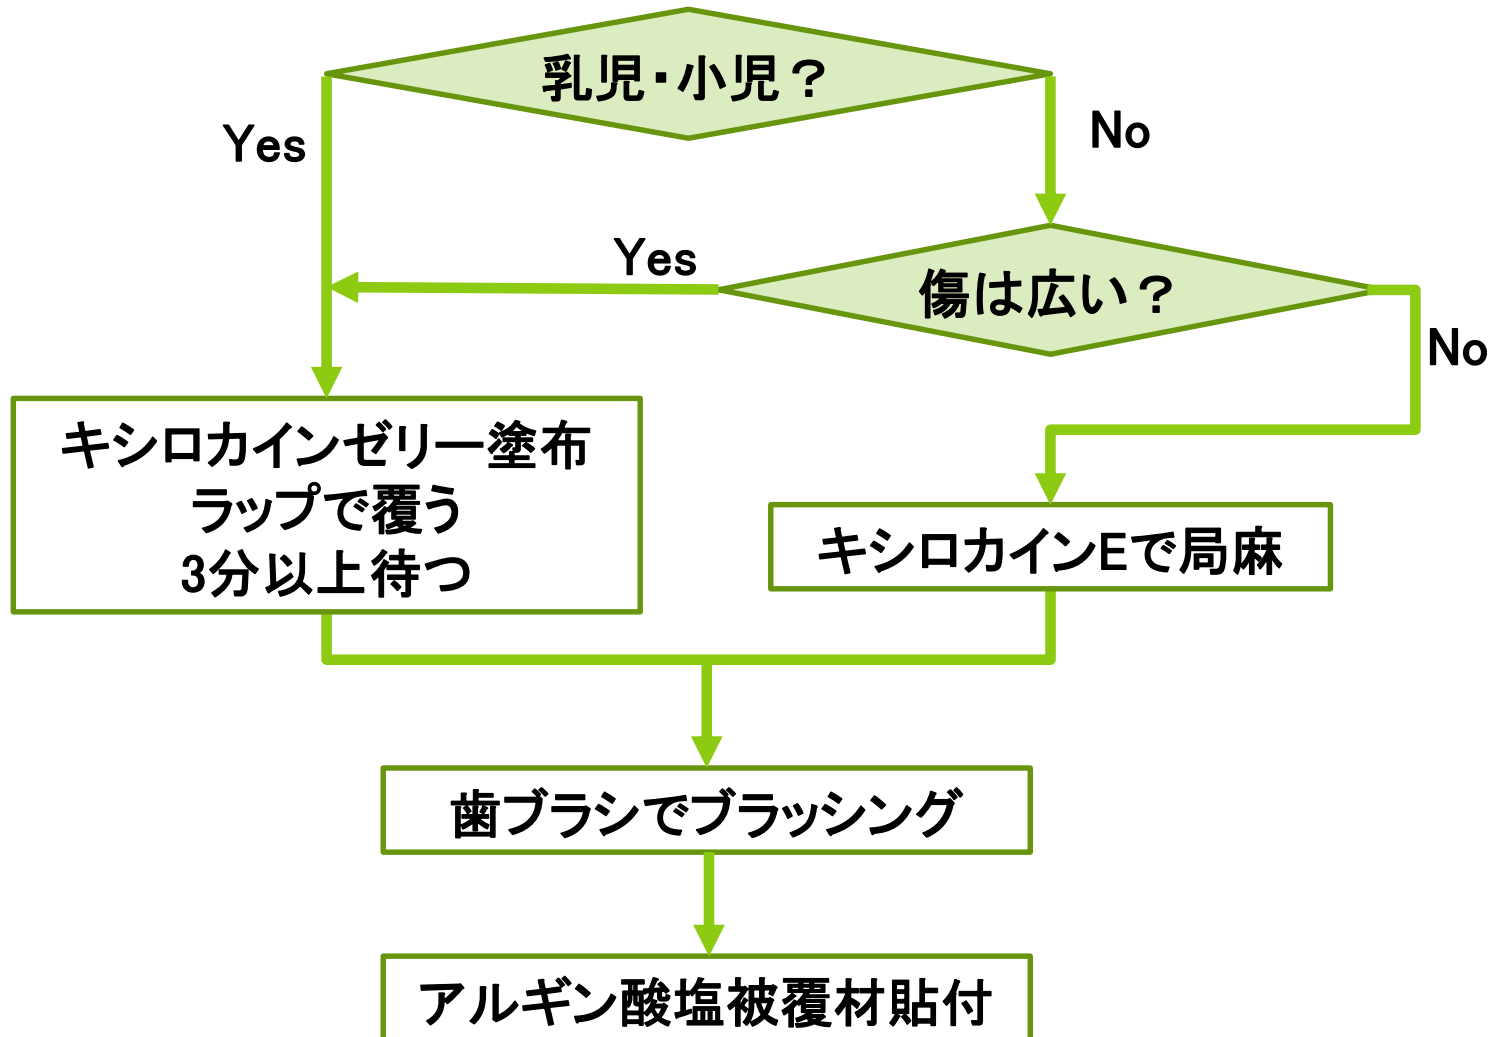 乳児・小児？
Yes
No
Yes
傷は広い？
No
キシロカインゼリー塗布
ラップで覆う
3分以上待つ
キシロカインEで局麻
歯ブラシでブラッシング
アルギン酸塩被覆材貼付